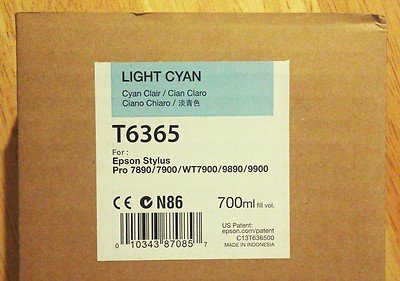 LIGHT CYAN
Cyan Clair / Cian Claro
Ciano Chiaro / 淡青色
T6365
For :
Epson Stylus
Pro 7890/7900/WT7900/9890/9900
CE N86
700ml fill vol.
0 10343 87085 7
US Patent:
epson.com/patent
C13T636500
MADE IN INDONESIA